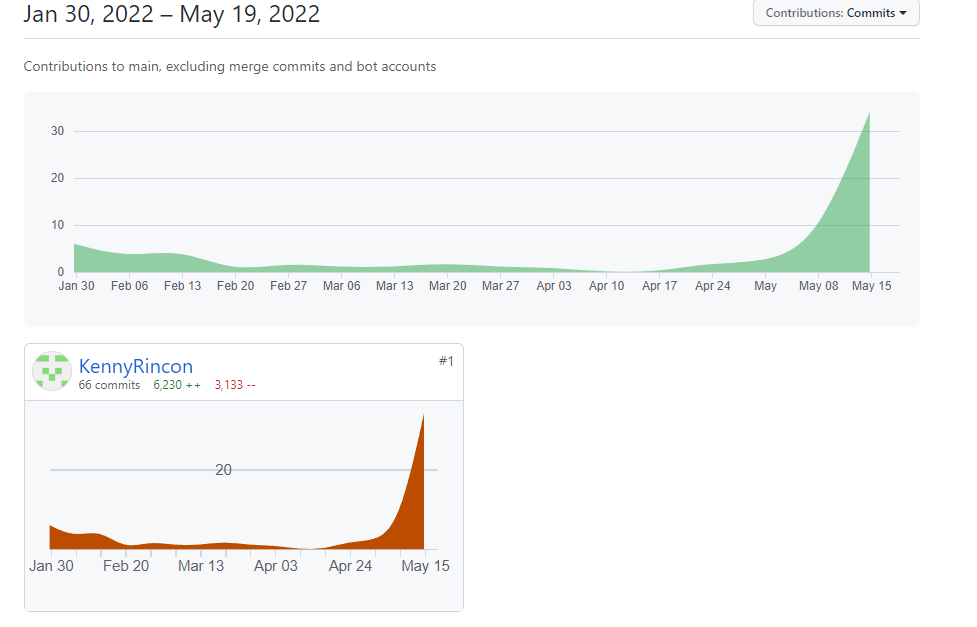 Jan 30, 2022 – May 19, 2022
Contributions: Commits
Contributions to main, excluding merge commits and bot accounts
30
20
10
0
Jan 30 Feb 06 Feb 13 Feb 20 Feb 27 Mar 06 Mar 13 Mar 20 Mar 27 Apr 03 Apr 10 Apr 17 Apr 24 May May 08 May 15
KennyRincon #1
66 commits 6,230 ++ 3,133 --
20
Jan 30 Feb 20 Mar 13 Apr 03 Apr 24 May 15